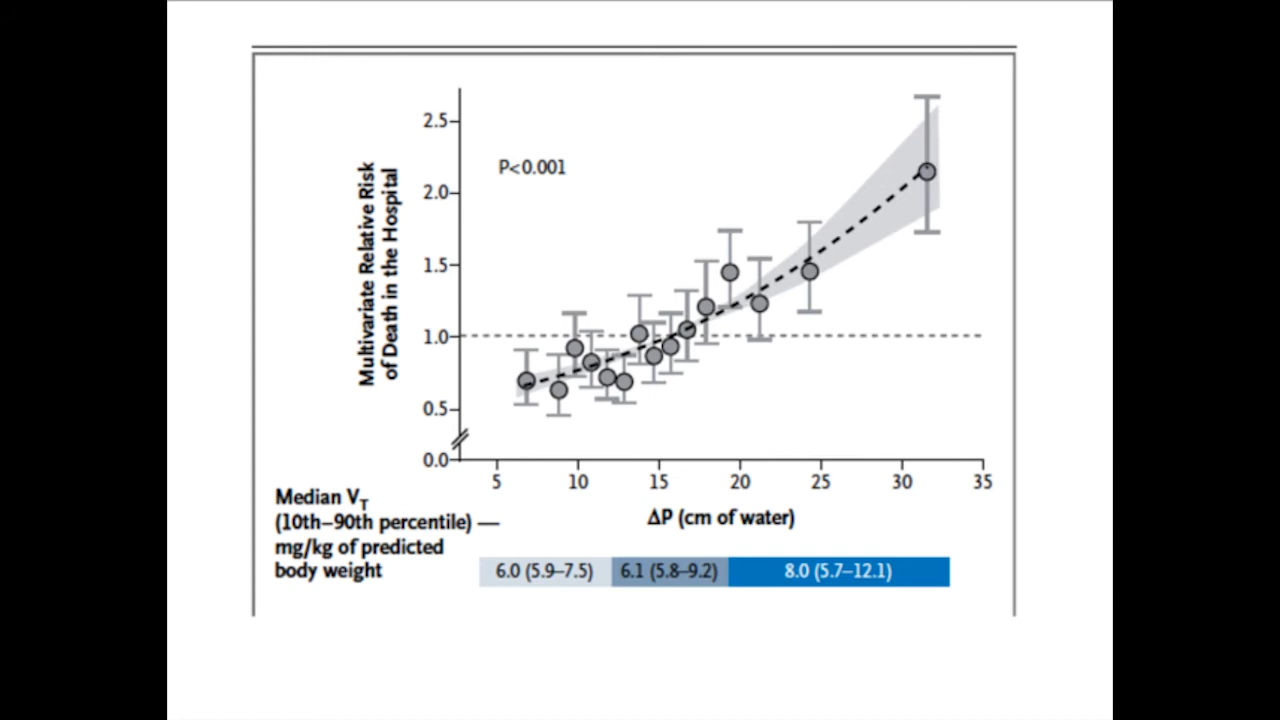 2.5
2.0
1.5
1.0
0.5
0.0
Multivariate Relative Risk
of Death in the Hospital
P<0.001
5 10 15 20 25 30 35
ΔP (cm of water)
Median VT
(10th–90th percentile) —
mg/kg of predicted
body weight
6.0 (5.9–7.5) 6.1 (5.8–9.2) 8.0 (5.7–12.1)